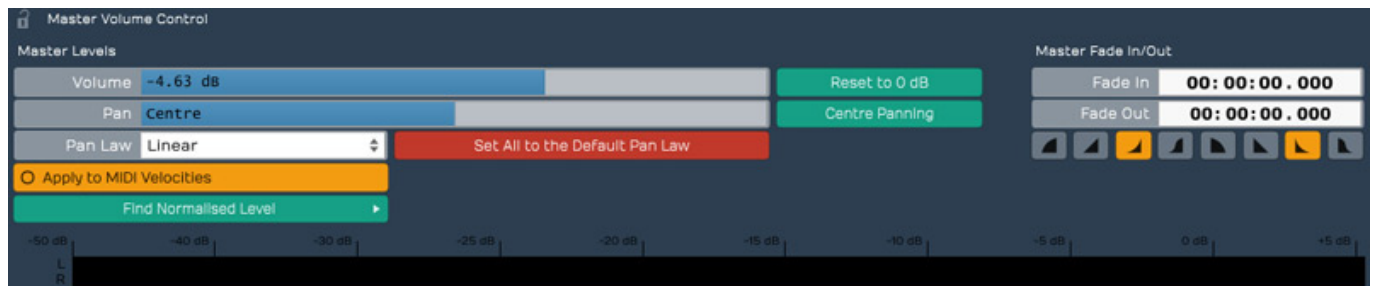 Master Volume Control
Master Levels
Master Fade In/Out
Volume -4.63 dB
Reset to 0 dB
Fade In 00:00:00.000
Pan Centre
Centre Panning
Fade Out 00:00:00.000
Pan Law Linear
Set All to the Default Pan Law
Apply to MIDI Velocities
Find Normalised Level
-50 dB -40 dB -30 dB -25 dB -20 dB -15 dB -10 dB -5 dB 0 dB +5 dB
L
R